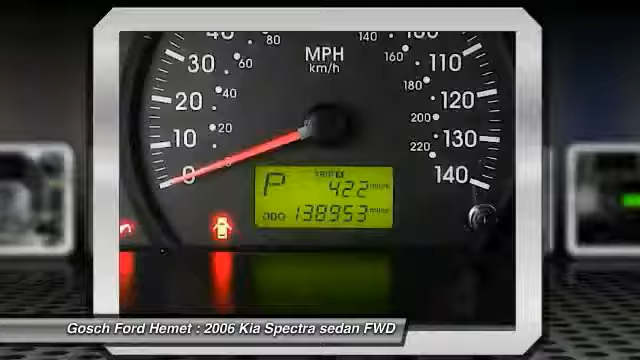 40 80 140 100
MPH
km/h
30 60 160 110
20 40 180 120
200
10 20 130
220
0 0 140
P TRIP 422 miles
ODO 138953 miles
Gosch Ford Hemet : 2006 Kia Spectra sedan FWD